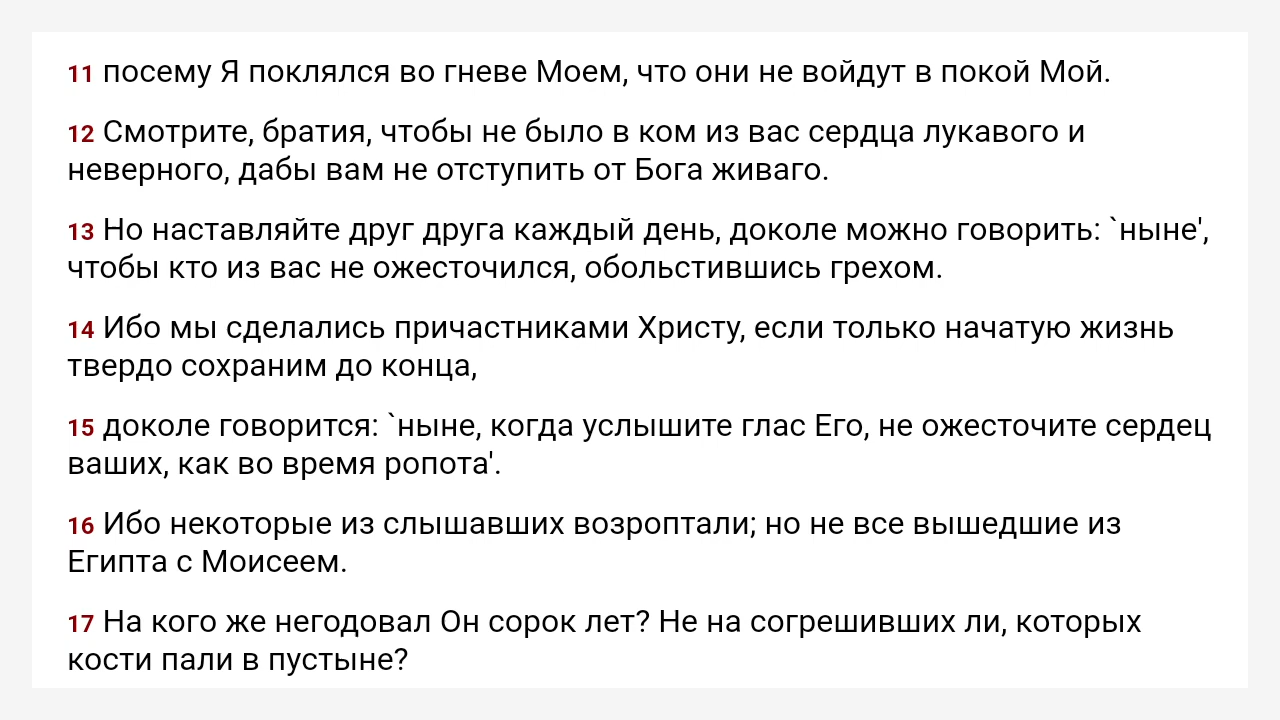 11 посему Я поклялся во гневе Моем, что они не войдут в покой Мой.
12 Смотрите, братия, чтобы не было в ком из вас сердца лукавого и
неверного, дабы вам не отступить от Бога живаго.
13 Но наставляйте друг друга каждый день, доколе можно говорить: `ныне',
чтобы кто из вас не ожесточился, обольстившись грехом.
14 Ибо мы сделались причастниками Христу, если только начатую жизнь
твердо сохраним до конца,
15 доколе говорится: `ныне, когда услышите глас Его, не ожесточите сердец
ваших, как во время ропота'.
16 Ибо некоторые из слышавших возроптали; но не все вышедшие из
Египта с Моисеем.
17 На кого же негодовал Он сорок лет? Не на согрешивших ли, которых
кости пали в пустыне?